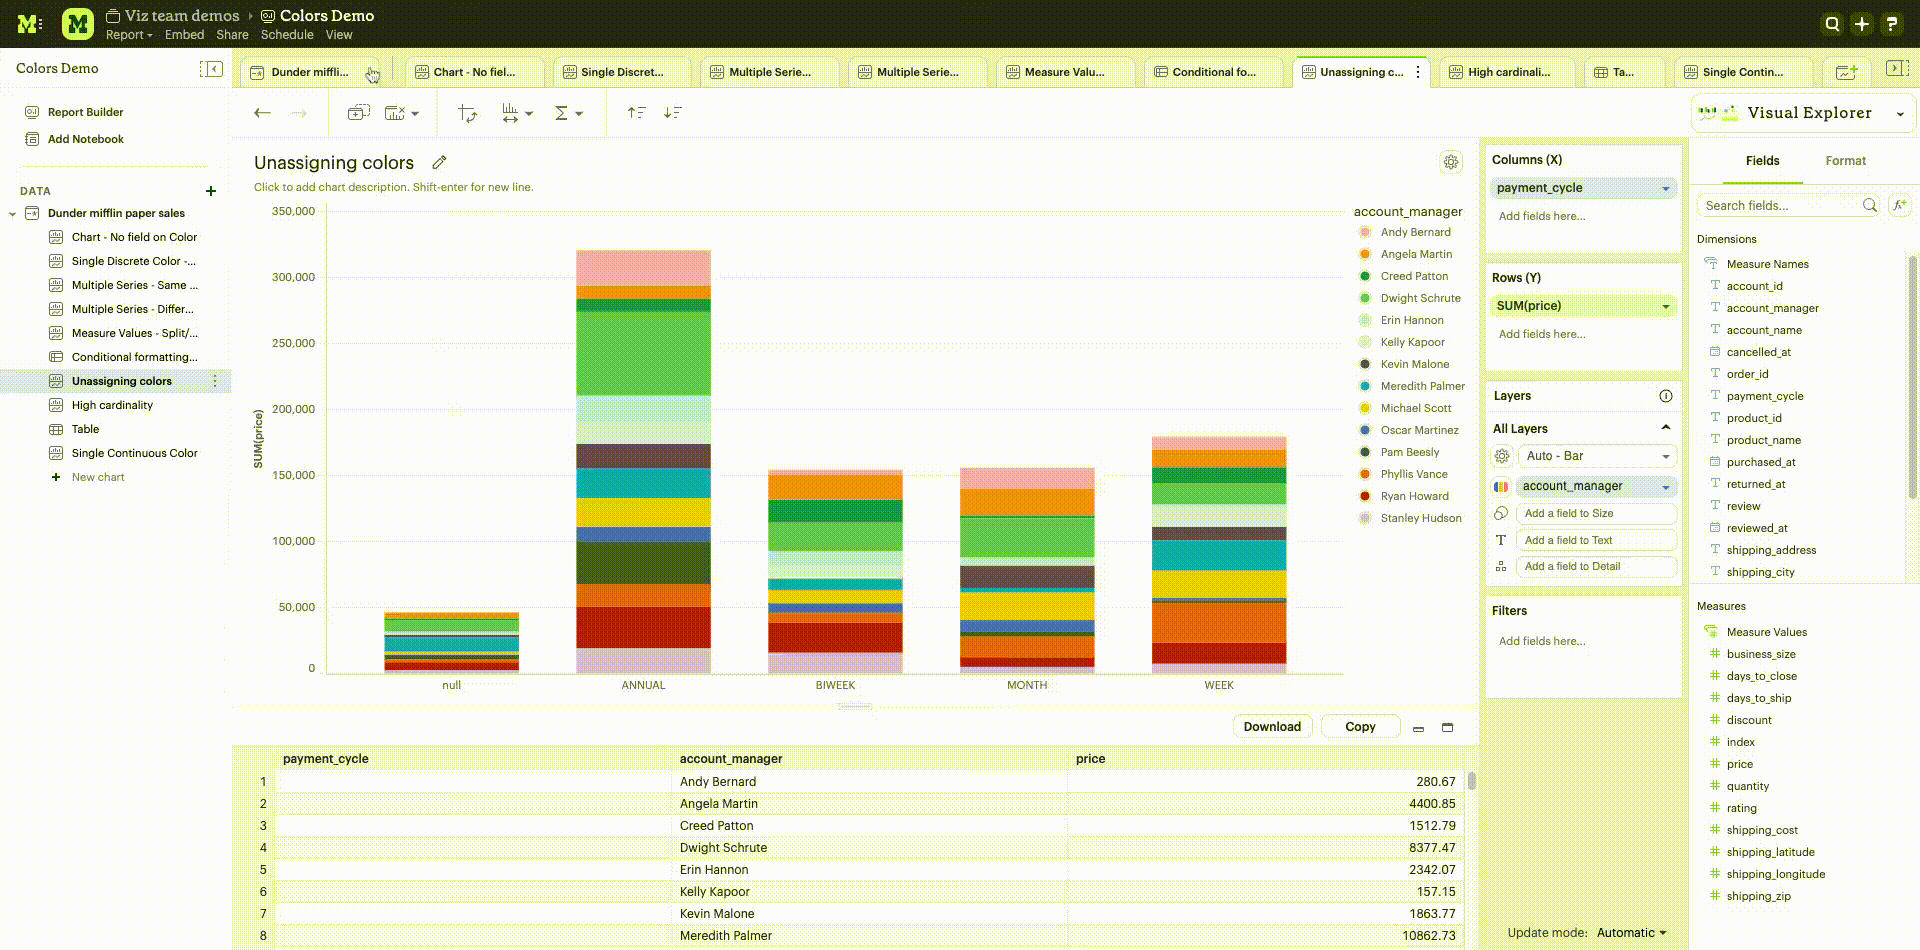 M
M
Viz team demos
Colors Demo
Report
Embed
Share
Schedule
View
?
Colors Demo
Report Builder
Add Notebook
DATA
Dunder mifflin paper sales
Chart - No field on Color
Single Discrete Color -...
Multiple Series - Same ...
Multiple Series - Differ...
Measure Values - Split/...
Conditional formatting...
Unassigning colors
High cardinality
Table
Single Continuous Color
New chart
Dunder miffli...
Chart - No fiel...
Single Discret...
Multiple Serie...
Multiple Serie...
Measure Valu...
Conditional fo...
Unassigning c...
High cardinali...
Ta...
Single Contin...
Visual Explorer
Unassigning colors
Click to add chart description. Shift-enter for new line.
SUM(price)
350,000
300,000
250,000
200,000
150,000
100,000
50,000
0
null
ANNUAL
BIWEEK
MONTH
WEEK
account_manager
Andy Bernard
Angela Martin
Creed Patton
Dwight Schrute
Erin Hannon
Kelly Kapoor
Kevin Malone
Meredith Palmer
Michael Scott
Oscar Martinez
Pam Beesly
Phyllis Vance
Ryan Howard
Stanley Hudson
Download
Copy
payment_cycle account_manager price
1 Andy Bernard 280.67
2 Angela Martin 4400.85
3 Creed Patton 1512.79
4 Dwight Schrute 8377.47
5 Erin Hannon 2342.07
6 Kelly Kapoor 157.15
7 Kevin Malone 1863.77
8 Meredith Palmer 10862.73
Columns (X)
payment_cycle
Add fields here...
Rows (Y)
SUM(price)
Add fields here...
Layers
All Layers
Auto - Bar
account_manager
Add a field to Size
T Add a field to Text
Add a field to Detail
Filters
Add fields here...
Update mode: Automatic
Fields
Format
Search fields...
Dimensions
Measure Names
account_id
account_manager
account_name
cancelled_at
order_id
payment_cycle
product_id
product_name
purchased_at
returned_at
review
reviewed_at
shipping_address
shipping_city
Measures
Measure Values
business_size
days_to_close
days_to_ship
discount
index
price
quantity
rating
shipping_cost
shipping_latitude
shipping_longitude
shipping_zip